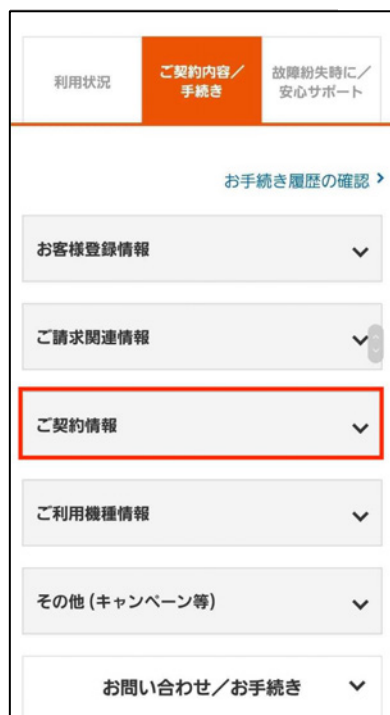 利用状況
ご契約内容／
手続き
故障紛失時に／
安心サポート
お手続き履歴の確認
お客様登録情報
ご請求関連情報
ご契約情報
ご利用機種情報
その他 (キャンペーン等)
お問い合わせ／お手続き